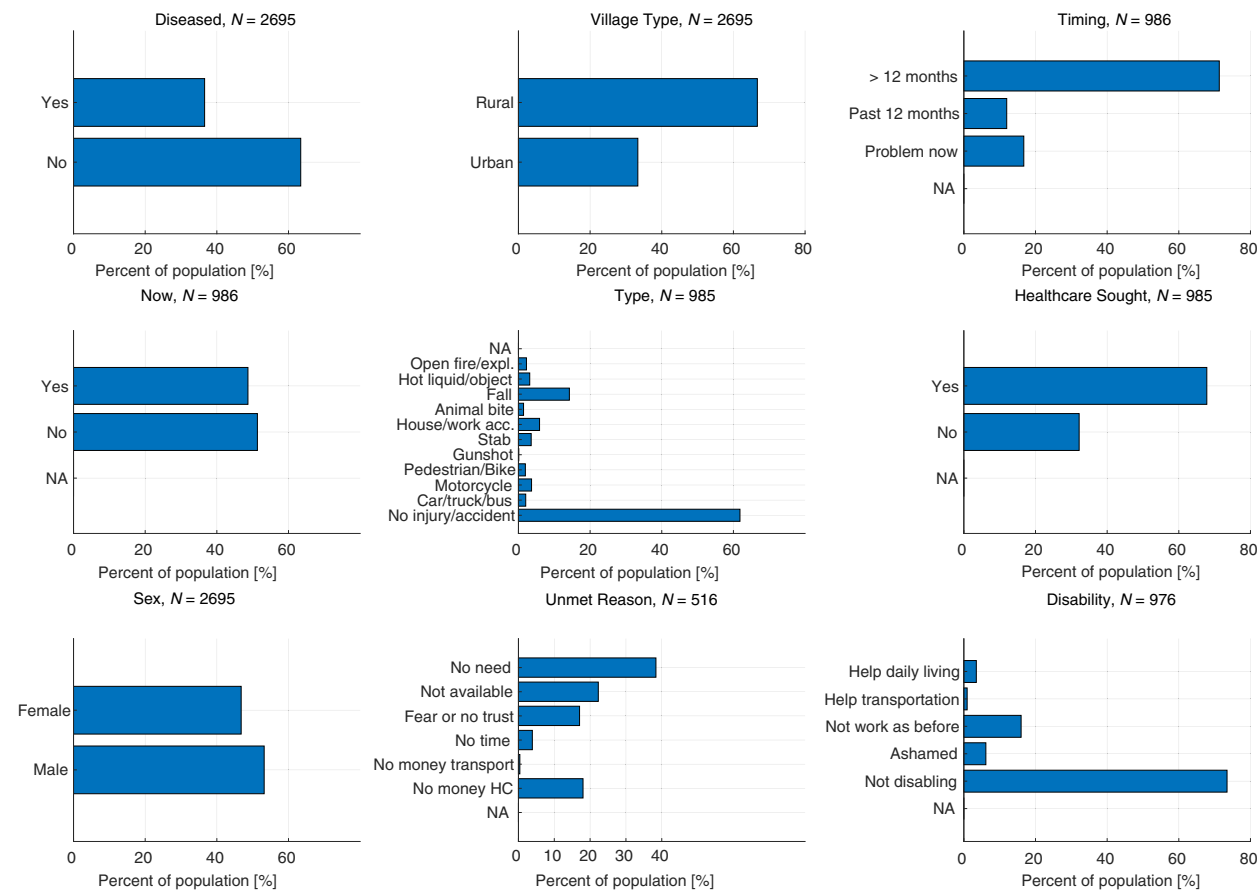 Diseased, N = 2695
Yes
No
0 20 40 60
Percent of population [%]
Village Type, N = 2695
Rural
Urban
0 20 40 60 80
Percent of population [%]
Timing, N = 986
> 12 months
Past 12 months
Problem now
NA
0 20 40 60 80
Percent of population [%]
Now, N = 986
Yes
No
NA
0 20 40 60
Percent of population [%]
Type, N = 985
NA
Open fire/expl.
Hot liquid/object
Fall
Animal bite
House/work acc.
Stab
Gunshot
Pedestrian/Bike
Motorcycle
Car/truck/bus
No injury/accident
0 20 40 60
Percent of population [%]
Healthcare Sought, N = 985
Yes
No
NA
0 20 40 60 80
Percent of population [%]
Sex, N = 2695
Female
Male
0 20 40 60
Percent of population [%]
Unmet Reason, N = 516
No need
Not available
Fear or no trust
No time
No money transport
No money HC
NA
0 10 20 30 40
Percent of population [%]
Disability, N = 976
Help daily living
Help transportation
Not work as before
Ashamed
Not disabling
NA
0 20 40 60 80
Percent of population [%]